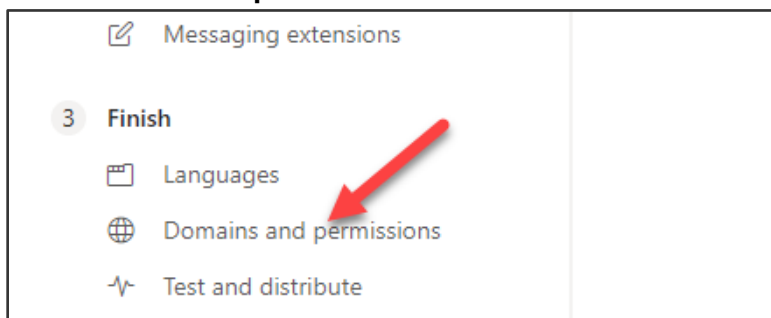 Messaging extensions
3 Finish
Languages
Domains and permissions
Test and distribute